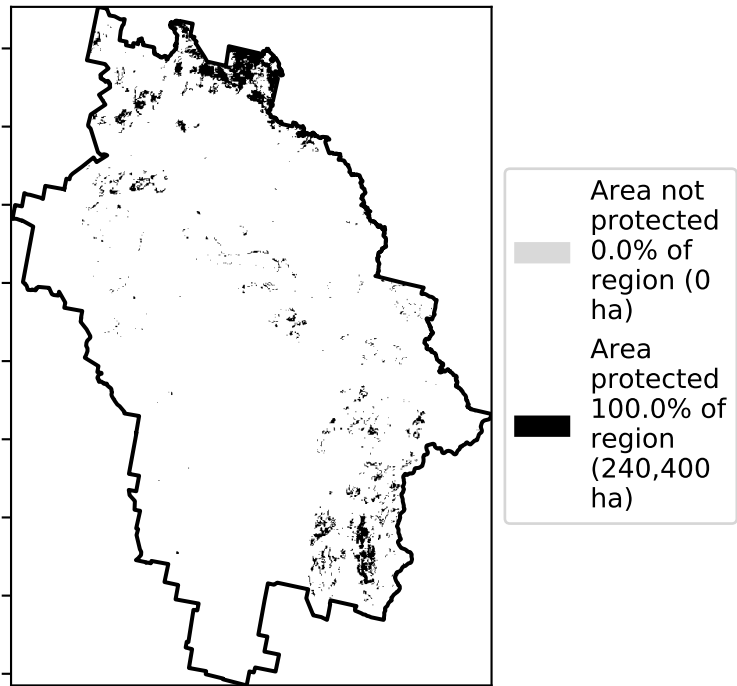 Area not
protected
0.0% of
region (0
ha)
Area
protected
100.0% of
region
(240,400
ha)